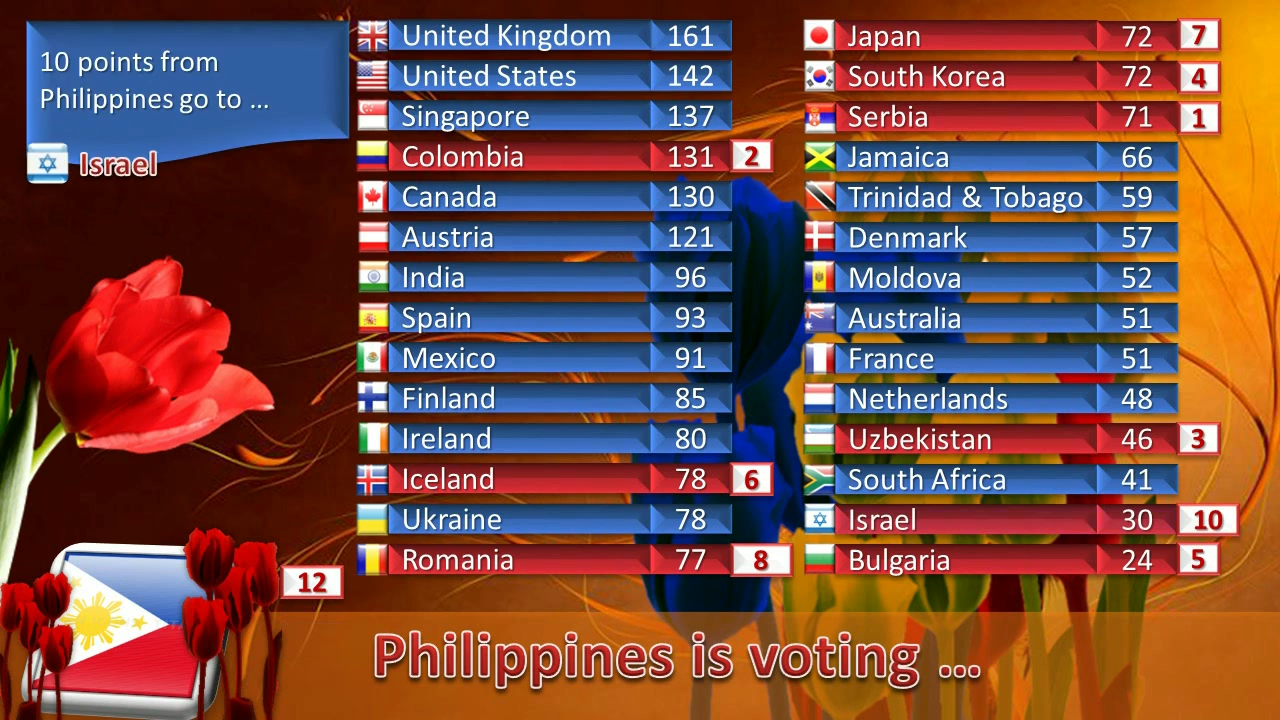 10 points from
Philippines go to ...
Israel
United Kingdom 161
United States 142
Singapore 137
Colombia 131 2
Canada 130
Austria 121
India 96
Spain 93
Mexico 91
Finland 85
Ireland 80
Iceland 78 6
Ukraine 78
Romania 77 8
Japan 72 7
South Korea 72 4
Serbia 71 1
Jamaica 66
Trinidad & Tobago 59
Denmark 57
Moldova 52
Australia 51
France 51
Netherlands 48
Uzbekistan 46 3
South Africa 41
Israel 30 10
Bulgaria 24 5
12
Philippines is voting ...